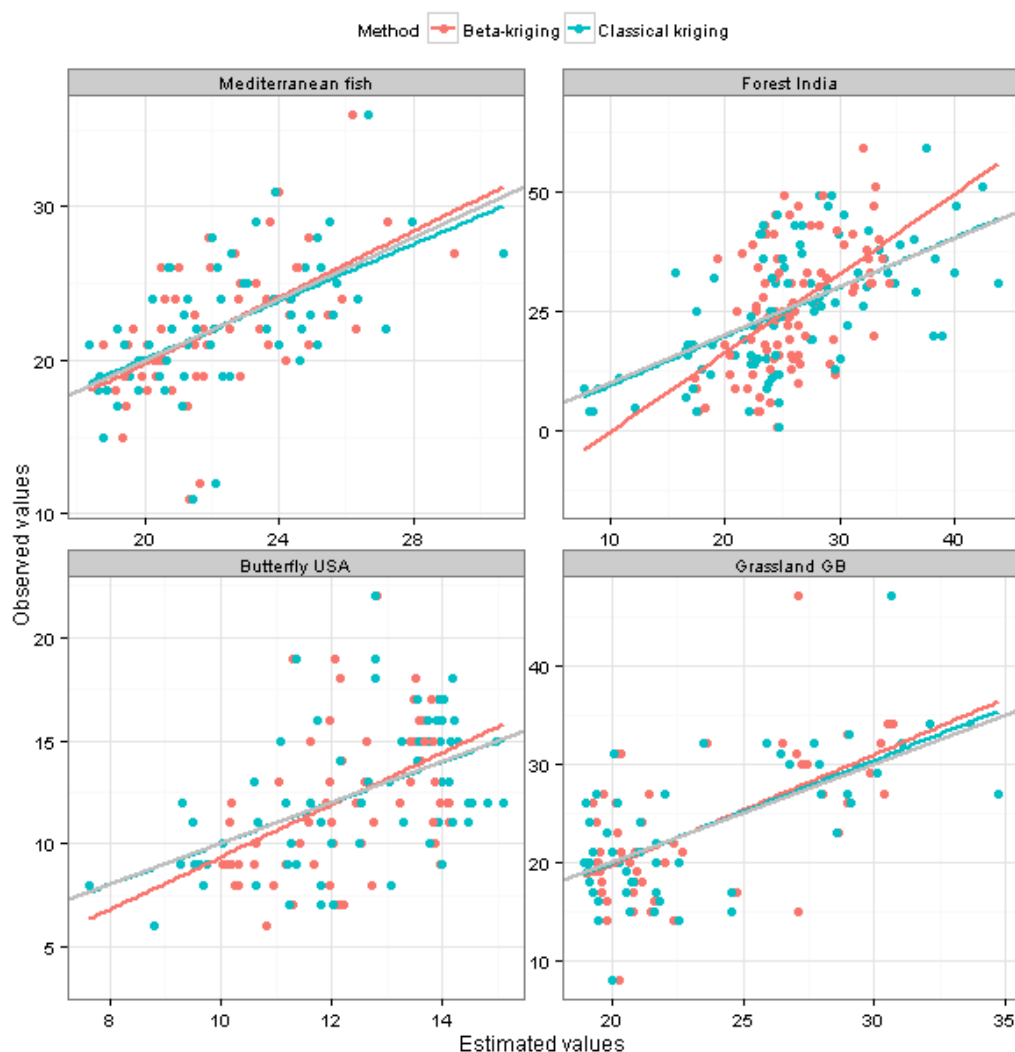 Method Beta-kriging Classical kriging
Mediterranean fish Forest India
30
20
10
20 24 28
50
25
0
10 20 30 40
Observed values
Butterfly USA Grassland GB
20
15
10
5
8 10 12 14
40
30
20
10
20 25 30 35
Estimated values